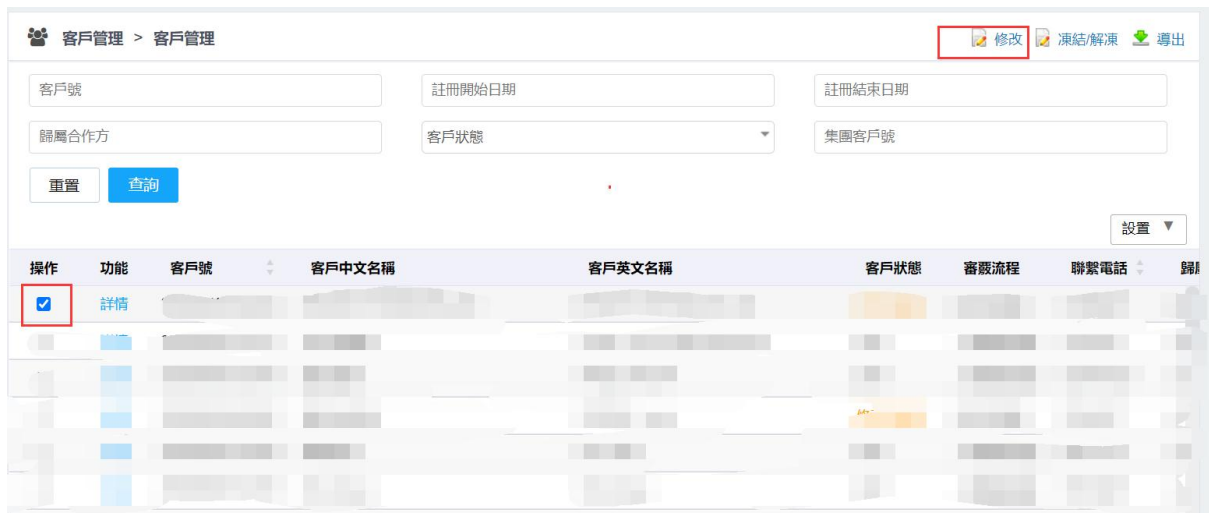 客戶管理 > 客戶管理 修改 凍結/解凍 導出
客戶號 註冊開始日期 註冊結束日期
歸屬合作方 客戶狀態 集團客戶號
重置 查詢
設置
操作 功能 客戶號 客戶中文名稱 客戶英文名稱 客戶狀態 審覈流程 聯繫電話
詳情